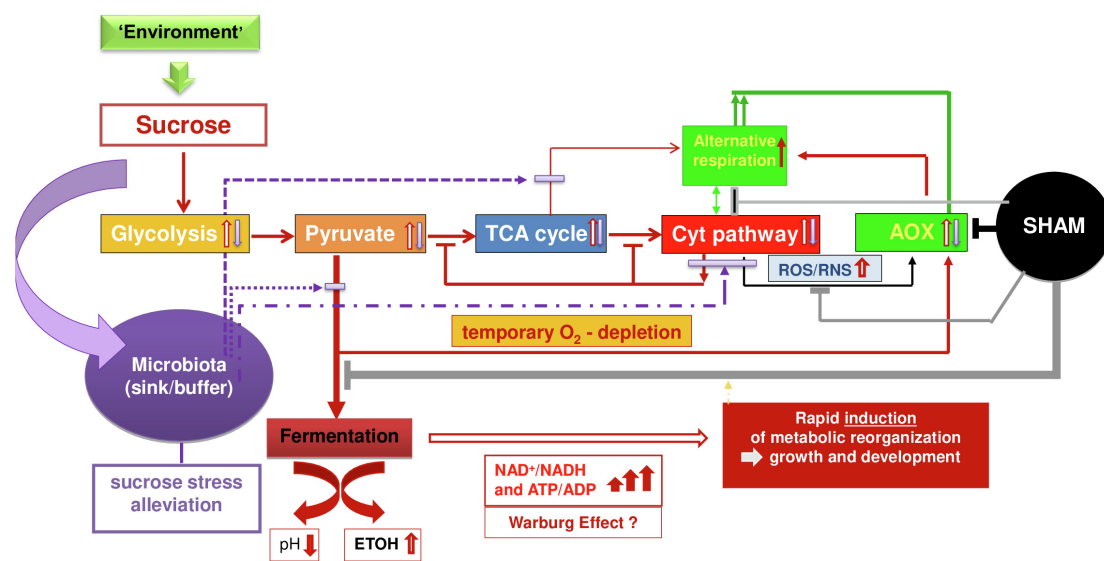 ‘Environment’
Sucrose
Alternative
respiration
Glycolysis
Pyruvate
TCA cycle
Cyt pathway
AOX
SHAM
ROS/RNS
temporary O₂ - depletion
Microbiota
(sink/buffer)
Fermentation
Rapid induction
of metabolic reorganization
growth and development
sucrose stress
alleviation
NAD⁺/NADH
and ATP/ADP
Warburg Effect ?
pH
ETOH